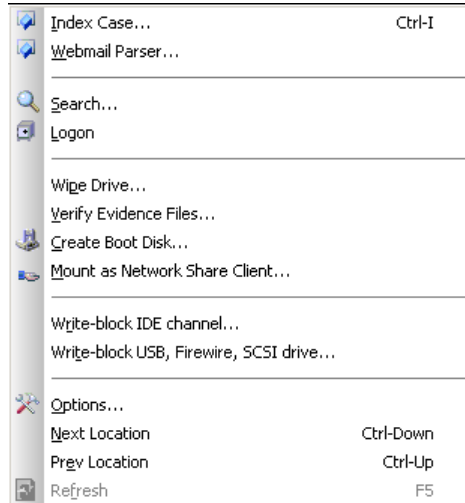 Index Case... Ctrl-I
Webmail Parser...
Search...
Logon
Wipe Drive...
Verify Evidence Files...
Create Boot Disk...
Mount as Network Share Client...
Write-block IDE channel...
Write-block USB, Firewire, SCSI drive...
Options...
Next Location Ctrl-Down
Prev Location Ctrl-Up
Refresh F5